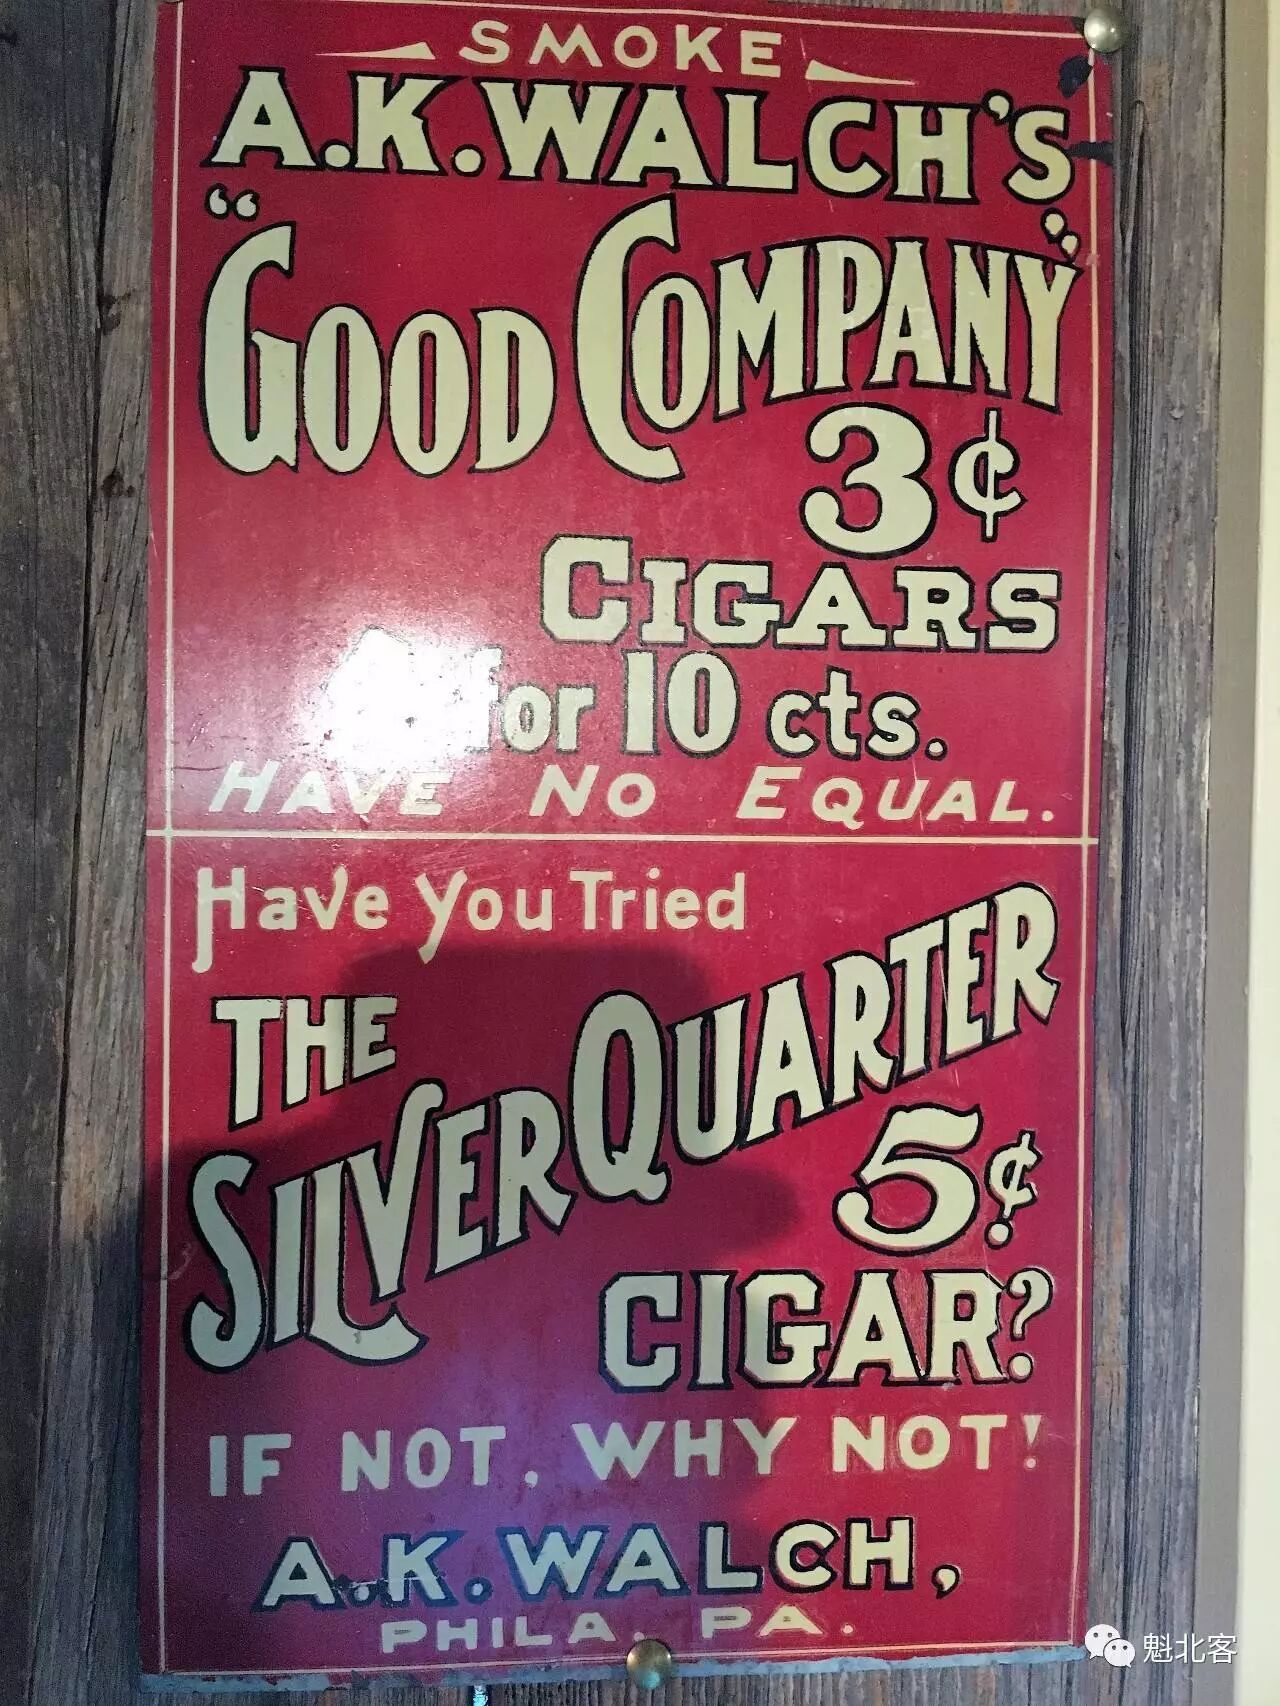 SMOKE
A.K.WALCH'S
"GOOD COMPANY"
3¢
CIGARS
for 10 cts.
HAVE NO EQUAL.
Have You Tried
THE
SILVER QUARTER
5¢
CIGAR?
IF NOT, WHY NOT!
A.K.WALCH,
PHILA. PA.
魁北客